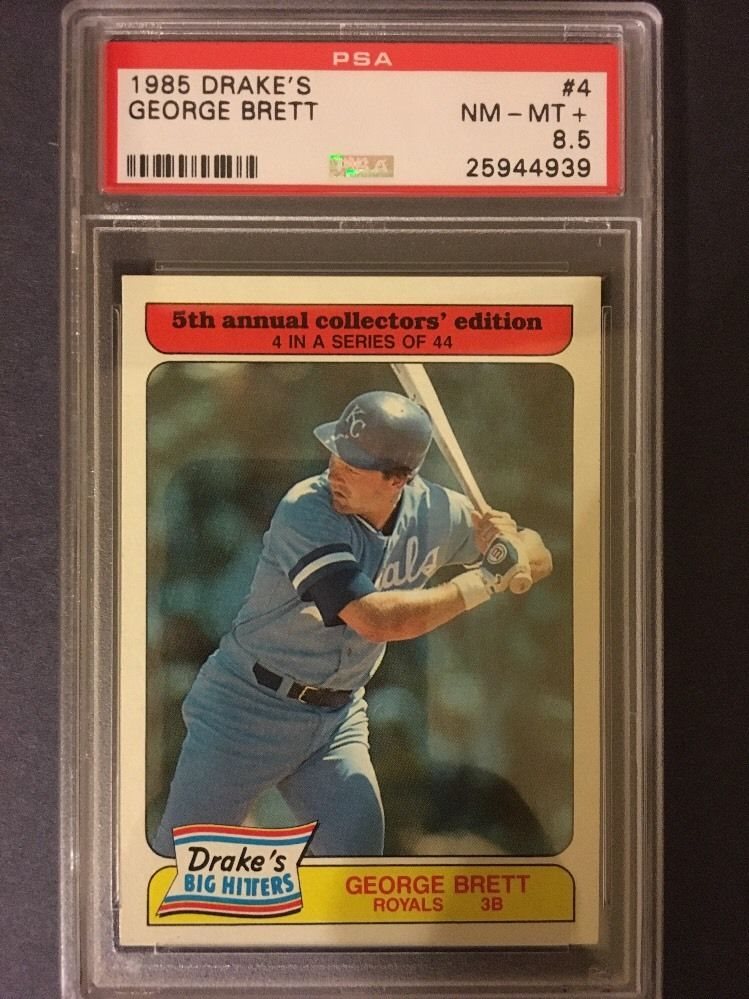 PSA
1985 DRAKE'S #4
GEORGE BRETT NM - MT +
8.5
25944939
PSA
5th annual collectors' edition
4 IN A SERIES OF 44
KC
als
Drake's
BIG HITTERS
GEORGE BRETT
ROYALS 3B